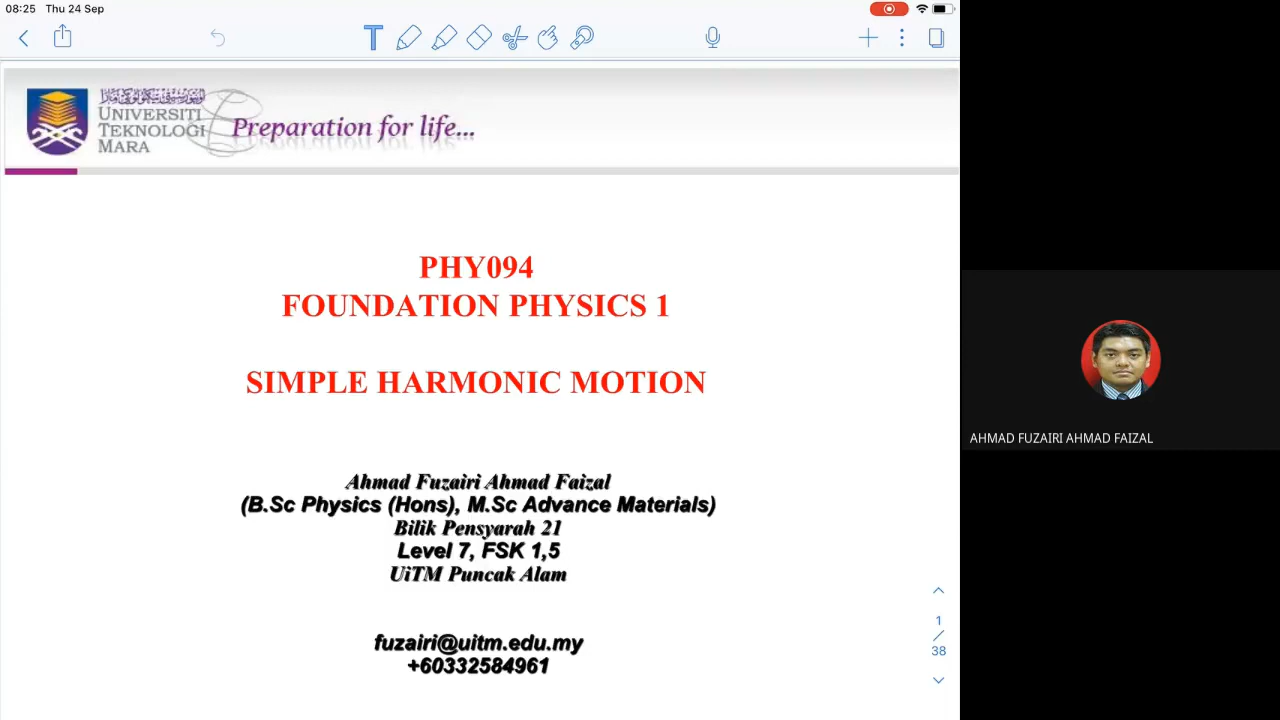 08:25 Thu 24 Sep
UNIVERSITI
TEKNOLOGI
MARA
Preparation for life...
PHY094
FOUNDATION PHYSICS 1
SIMPLE HARMONIC MOTION
Ahmad Fuzairi Ahmad Faizal
(B.Sc Physics (Hons), M.Sc Advance Materials)
Bilik Pensyarah 21
Level 7, FSK 1,5
UiTM Puncak Alam
fuzairi@uitm.edu.my
+60332584961
1
/
38
AHMAD FUZAIRI AHMAD FAIZAL